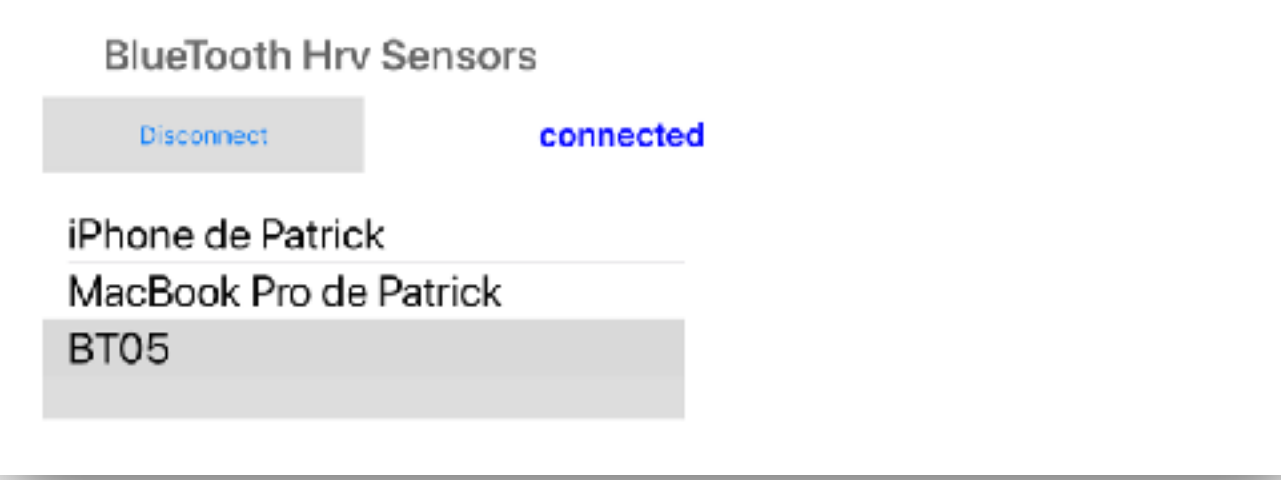 BlueTooth Hrv Sensors
Disconnect connected
iPhone de Patrick
MacBook Pro de Patrick
BT05